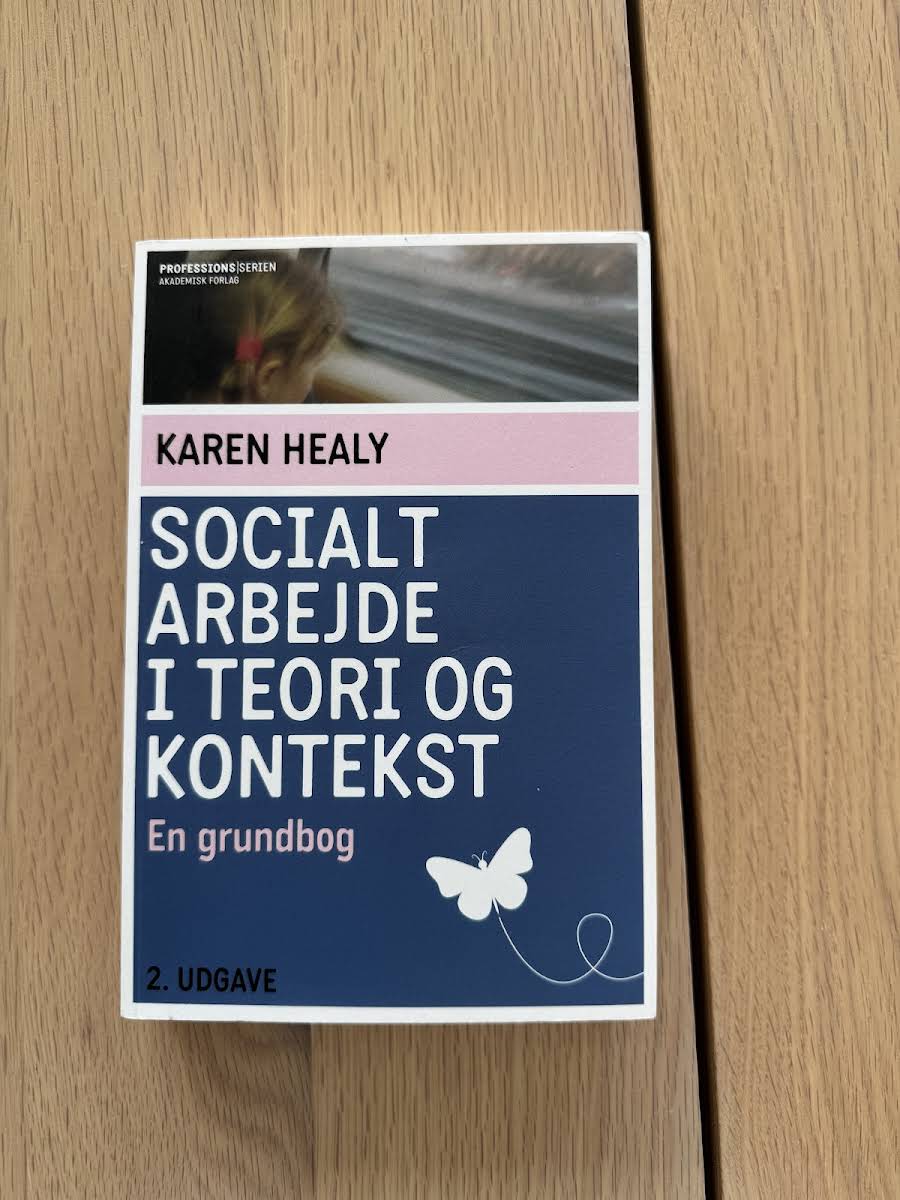 PROFESSIONS|SERIEN
AKADEMISK FORLAG
KAREN HEALY
SOCIALT
ARBEJDE
I TEORI OG
KONTEKST
En grundbog
2. UDGAVE